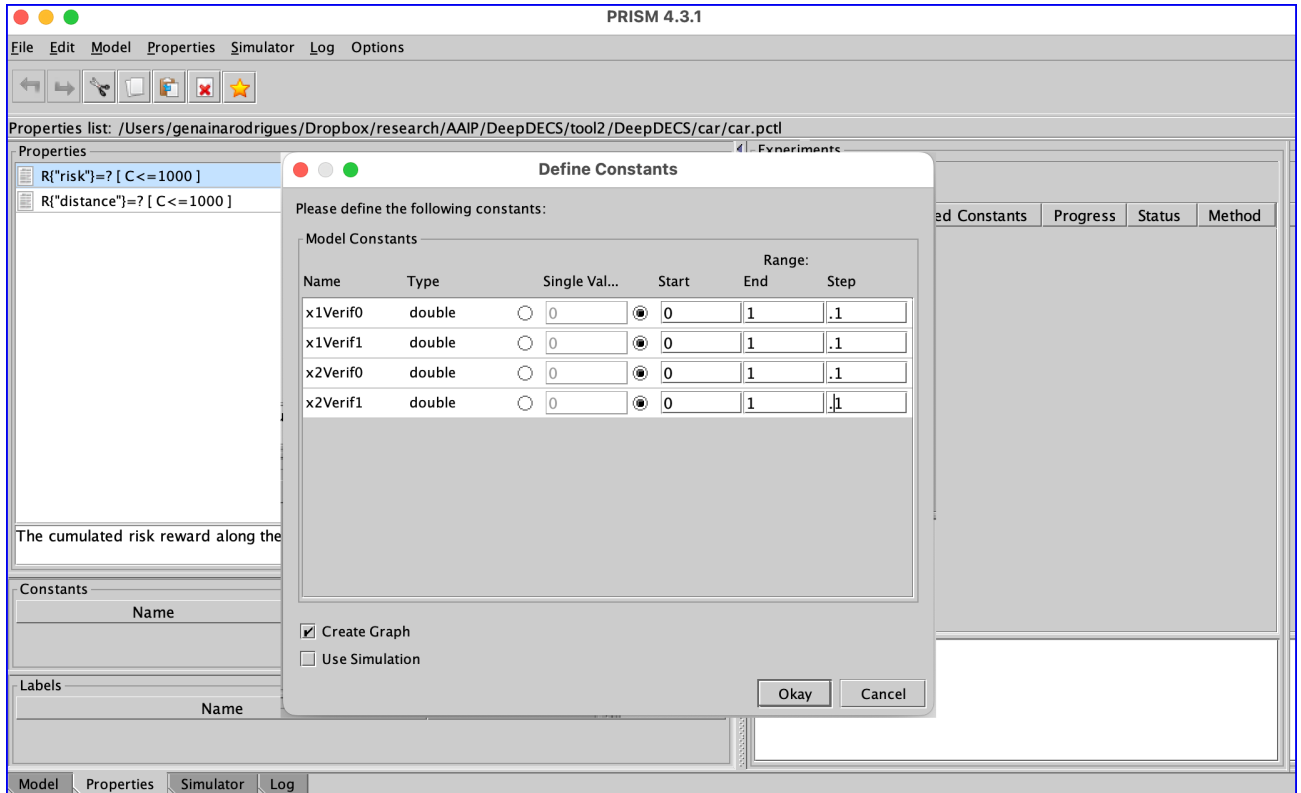 PRISM 4.3.1
File Edit Model Properties Simulator Log Options
Properties list: /Users/genainarodrigues/Dropbox/research/AAIP/DeepDECS/tool2/DeepDECS/car/car.pctl
Properties
Experiments
R{"risk"}=? [ C<=1000 ]
R{"distance"}=? [ C<=1000 ]
ed Constants Progress Status Method
Define Constants
Please define the following constants:
Model Constants
Range:
Name Type Single Val... Start End Step
x1Verif0 double 0 0 1 .1
x1Verif1 double 0 0 1 .1
x2Verif0 double 0 0 1 .1
x2Verif1 double 0 0 1 .1
Create Graph
Use Simulation
Okay Cancel
The cumulated risk reward along the
Constants
Name
Labels
Name
Model Properties Simulator Log